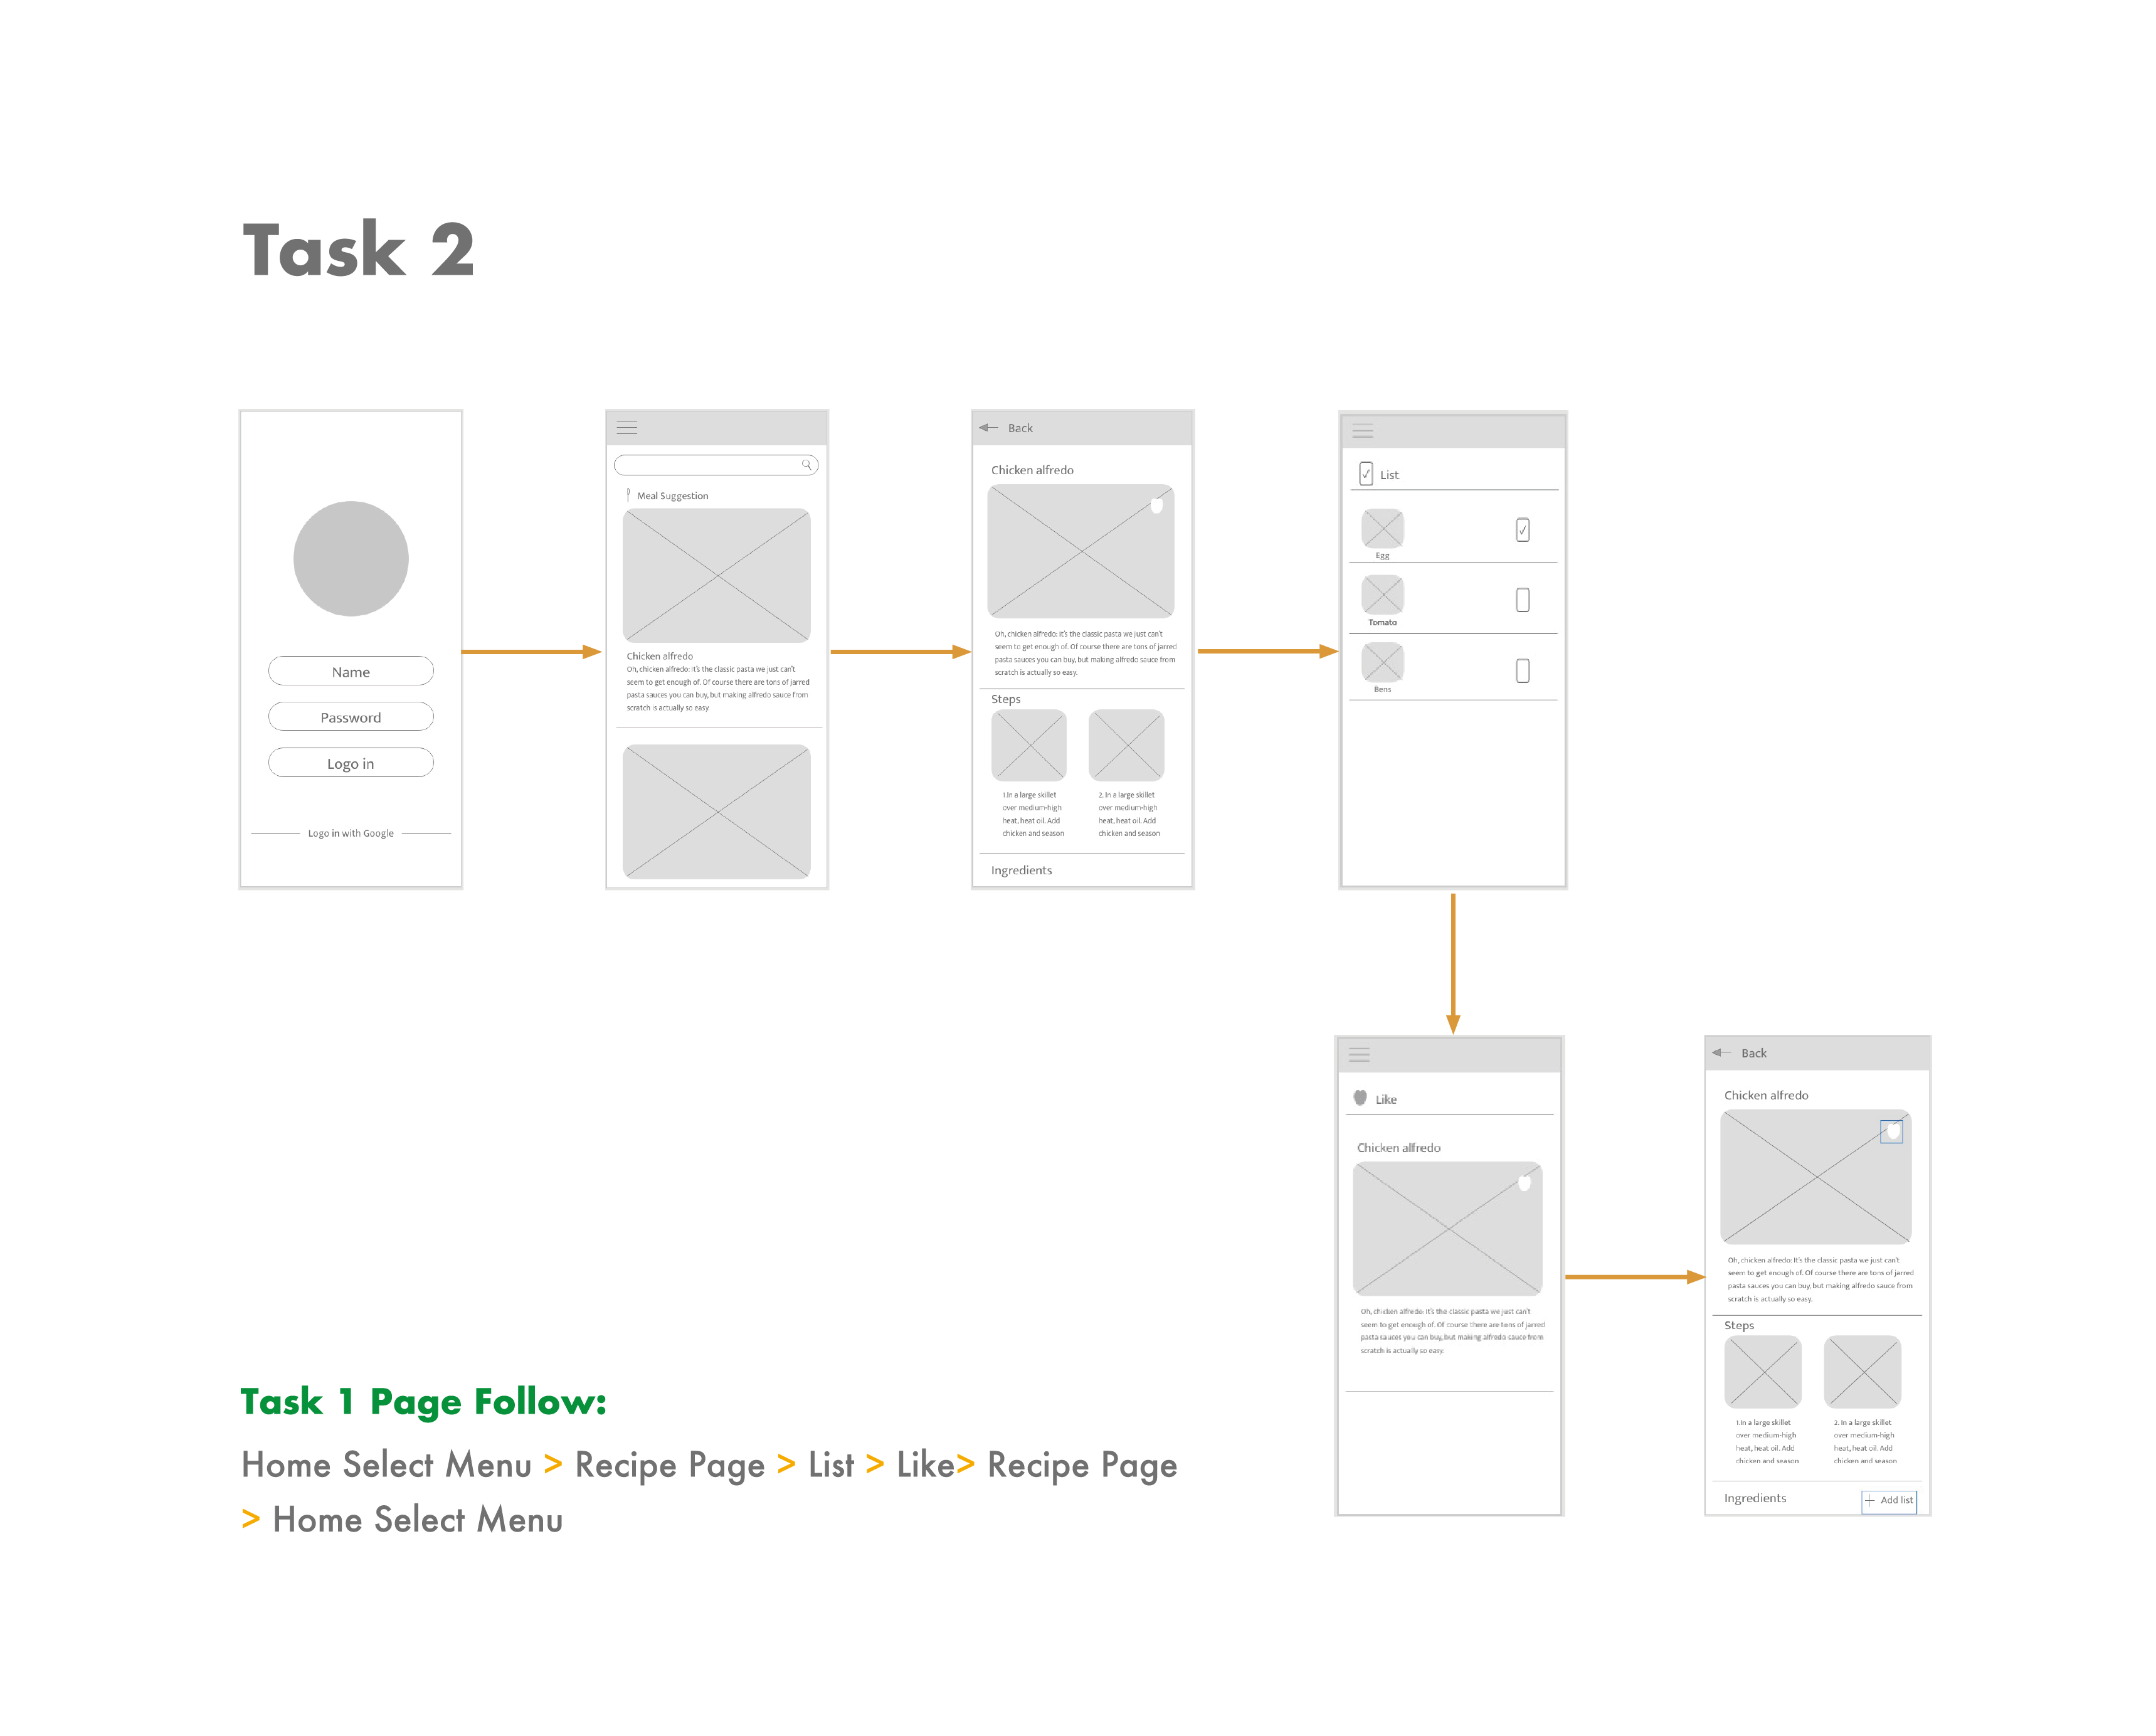 Task 2
Name
Password
Logo in
Logo in with Google
Meal Suggestion
Chicken alfredo
Oh, chicken alfredo: It's the classic pasta we just can't
seem to get enough of. Of course there are tons of jarred
pasta sauces you can buy, but making alfredo sauce from
scratch is actually so easy.
Back
Chicken alfredo
Oh, chicken alfredo: It's the classic pasta we just can't
seem to get enough of. Of course there are tons of jarred
pasta sauces you can buy, but making alfredo sauce from
scratch is actually so easy.
Steps
1.In a large skillet
over medium-high
heat, heat oil. Add
chicken and season
2. In a large skillet
over medium-high
heat, heat oil. Add
chicken and season
Ingredients
List
Egg
Tomato
Bens
Like
Chicken alfredo
Oh, chicken alfredo: It's the classic pasta we just can't
seem to get enough of. Of course there are tons of jarred
pasta sauces you can buy, but making alfredo sauce from
scratch is actually so easy.
Back
Chicken alfredo
Oh, chicken alfredo: It's the classic pasta we just can't
seem to get enough of. Of course there are tons of jarred
pasta sauces you can buy, but making alfredo sauce from
scratch is actually so easy.
Steps
1.In a large skillet
over medium-high
heat, heat oil. Add
chicken and season
2. In a large skillet
over medium-high
heat, heat oil. Add
chicken and season
Ingredients
+ Add list
Task 1 Page Follow:
Home Select Menu > Recipe Page > List > Like> Recipe Page
> Home Select Menu